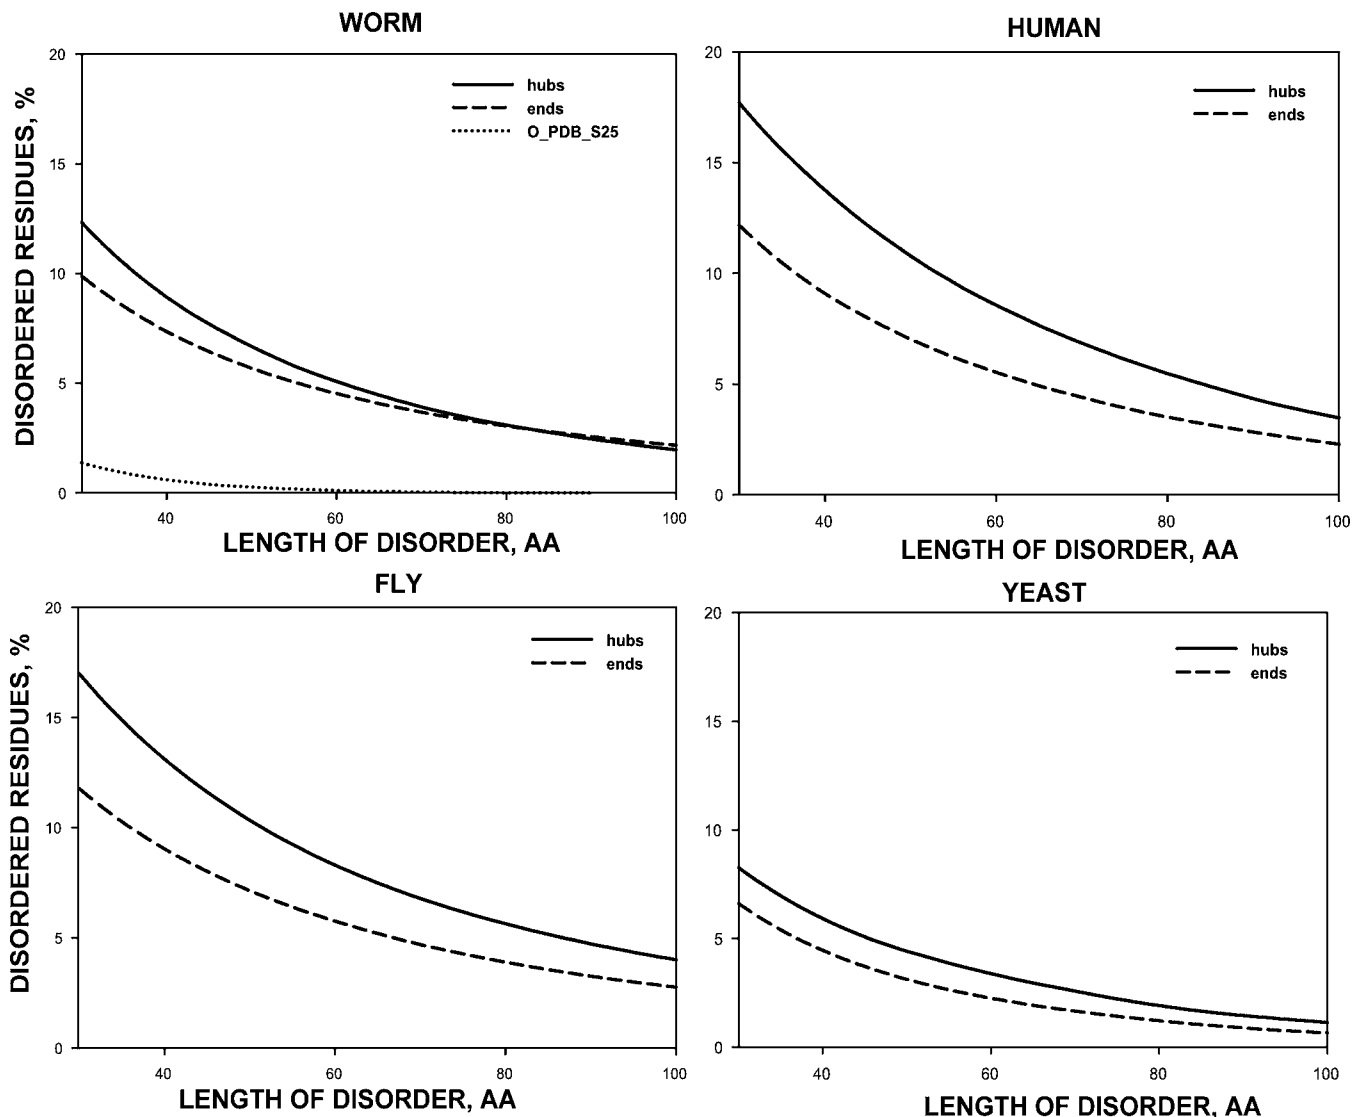 WORM
DISORDERED RESIDUES, %
20
15
10
5
0
hubs
ends
O_PDB_S25
40
60
80
100
LENGTH OF DISORDER, AA
HUMAN
20
15
10
5
0
hubs
ends
40
60
80
100
LENGTH OF DISORDER, AA
FLY
DISORDERED RESIDUES, %
20
15
10
5
0
hubs
ends
40
60
80
100
LENGTH OF DISORDER, AA
YEAST
20
15
10
5
0
hubs
ends
40
60
80
100
LENGTH OF DISORDER, AA